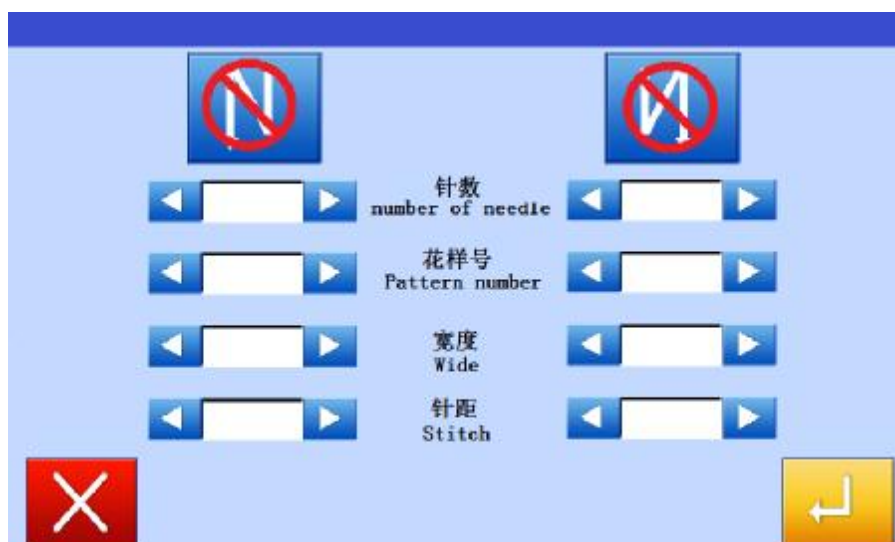 针数
number of needle
花样号
Pattern number
宽度
Wide
针距
Stitch